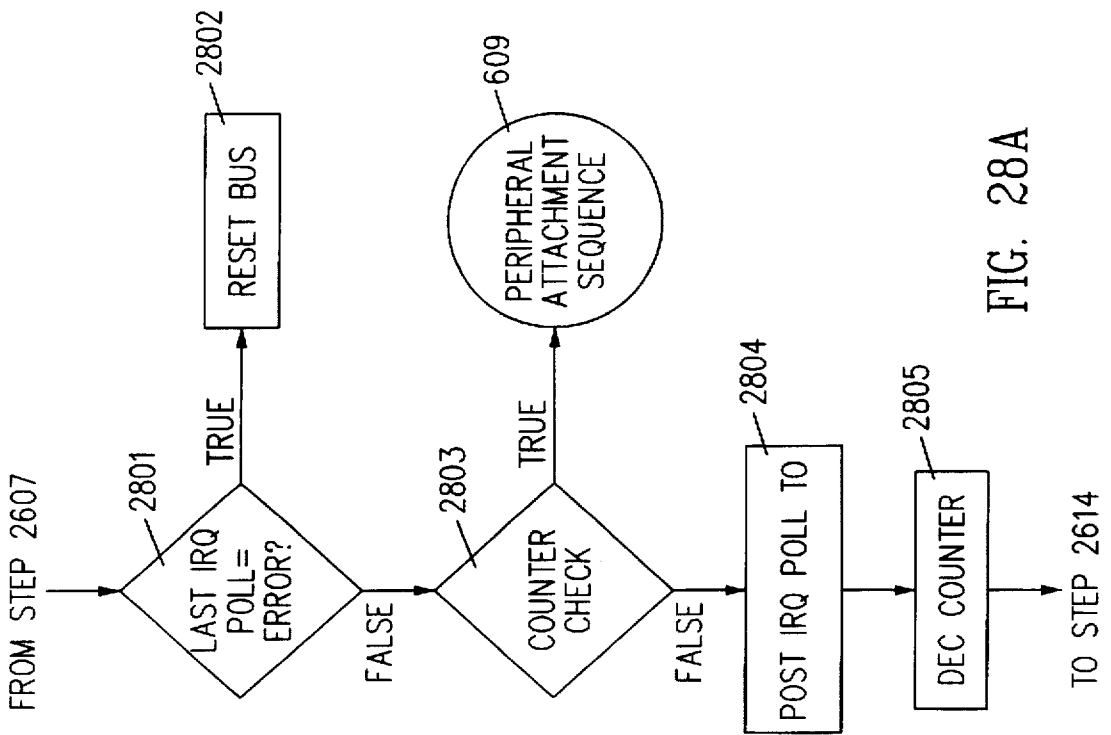 FROM STEP 2607
2801
LAST IRQ
POLL=
ERROR?
TRUE
2802
RESET BUS
FALSE
2803
COUNTER
CHECK
TRUE
609
PERIPHERAL
ATTACHMENT
SEQUENCE
FALSE
2804
POST IRQ POLL TO
2805
DEC COUNTER
TO STEP 2614
FIG. 28A